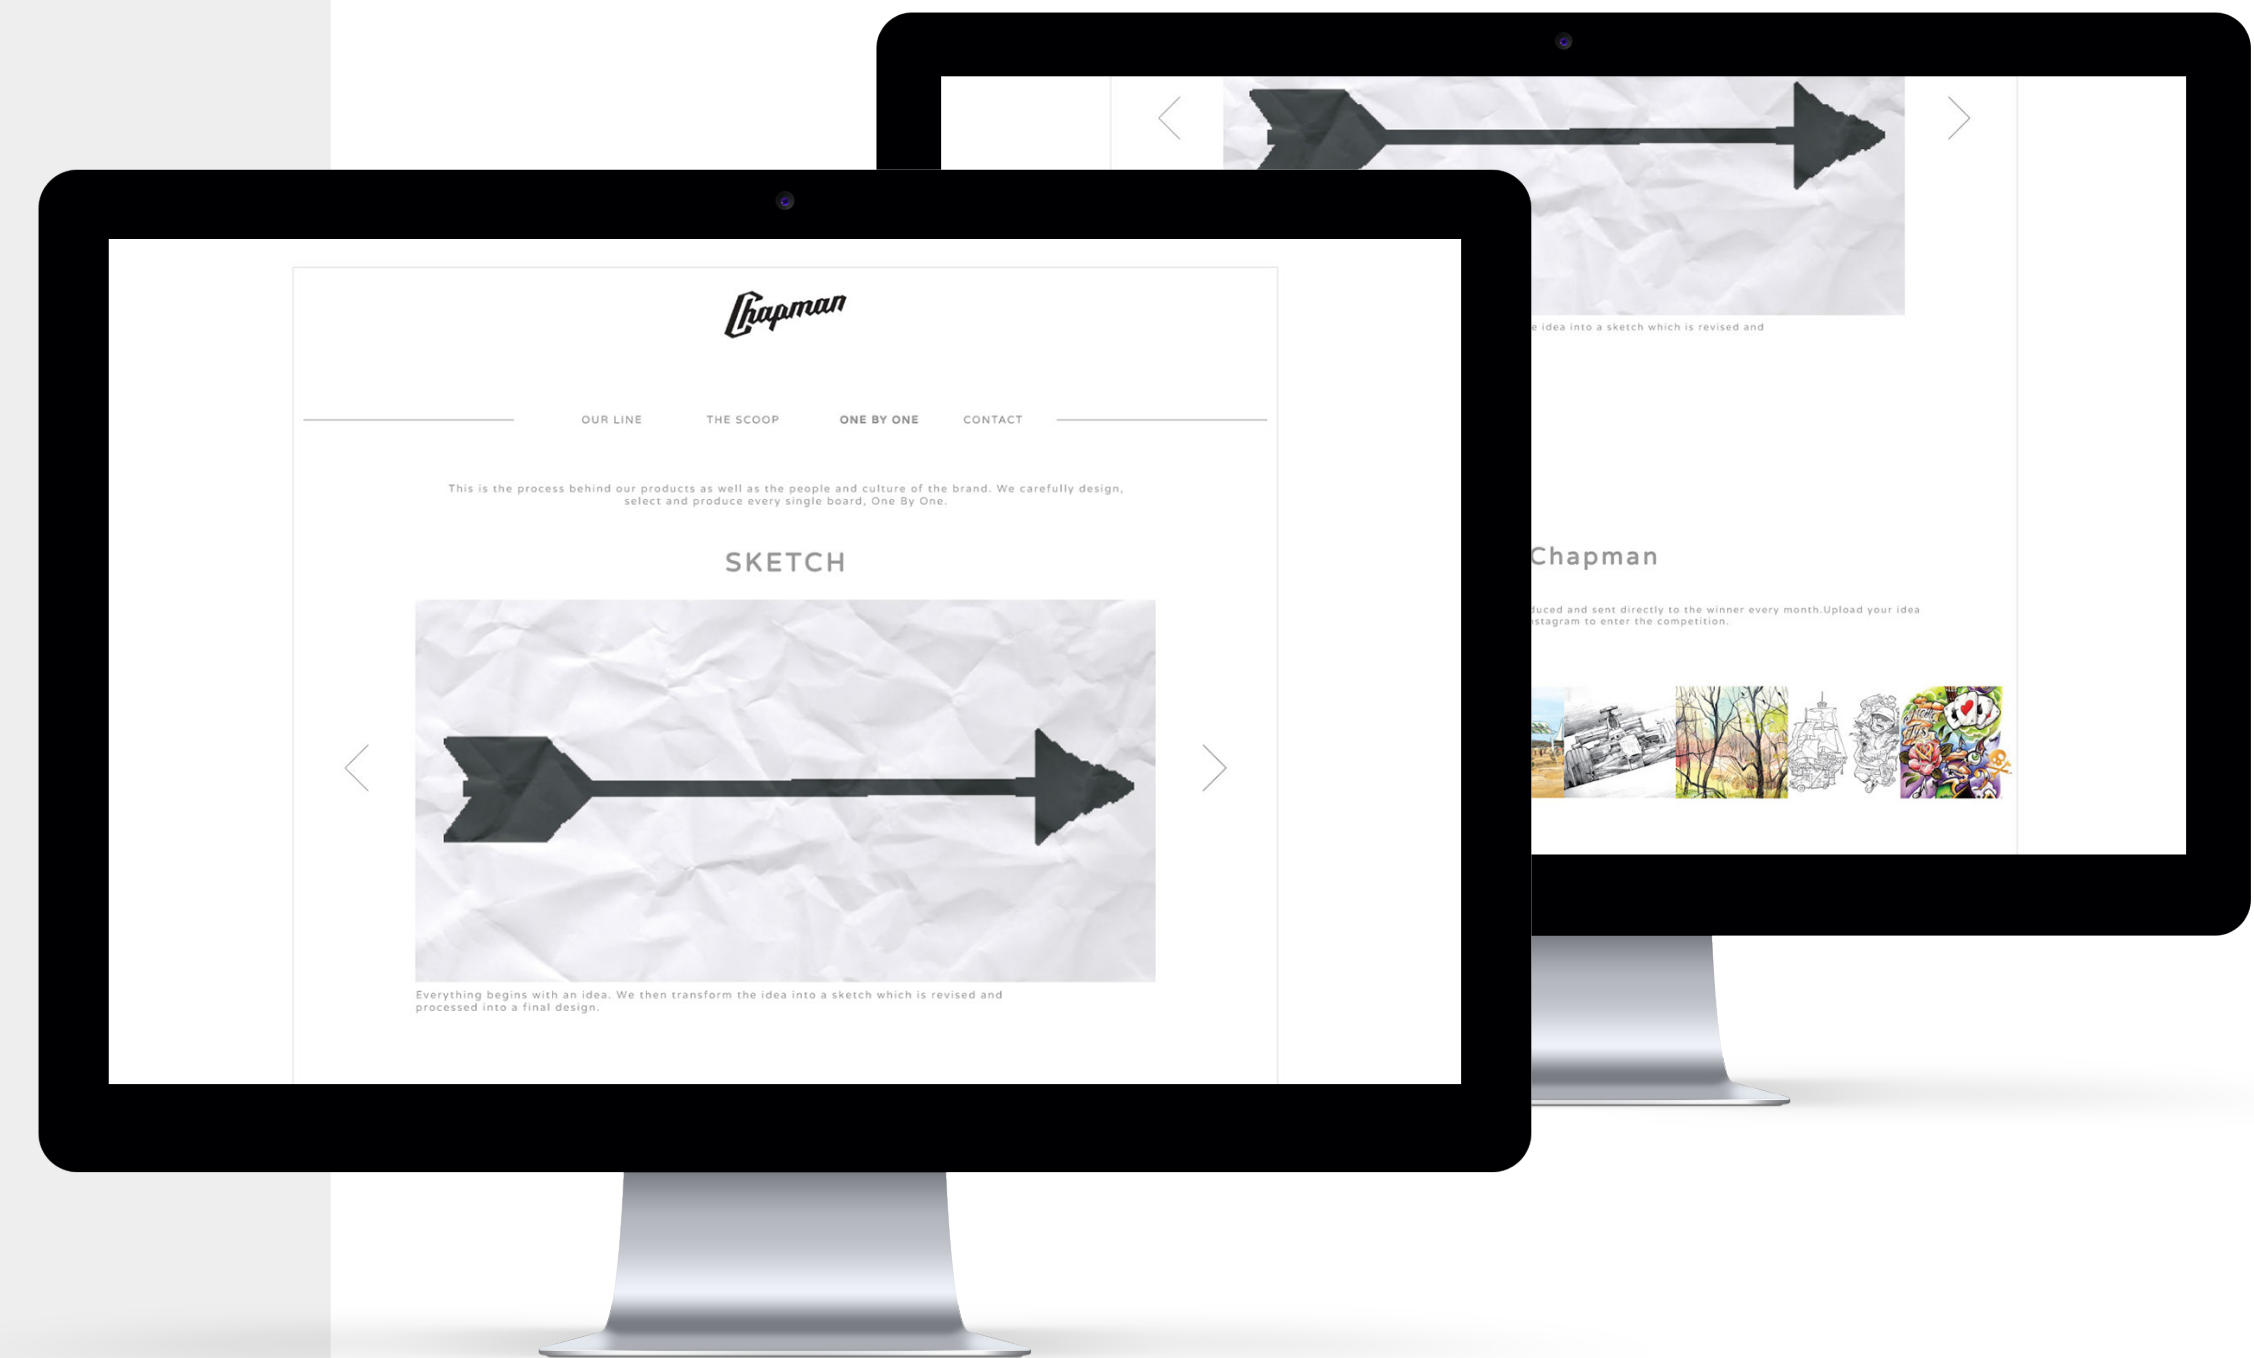 Chapman
OUR LINE THE SCOOP ONE BY ONE CONTACT
This is the process behind our products as well as the people and culture of the brand. We carefully design,
select and produce every single board, One By One.
SKETCH
Everything begins with an idea. We then transform the idea into a sketch which is revised and
processed into a final design.
idea into a sketch which is revised and
Chapman
and sent directly to the winner every month.Upload your idea
to enter the competition.